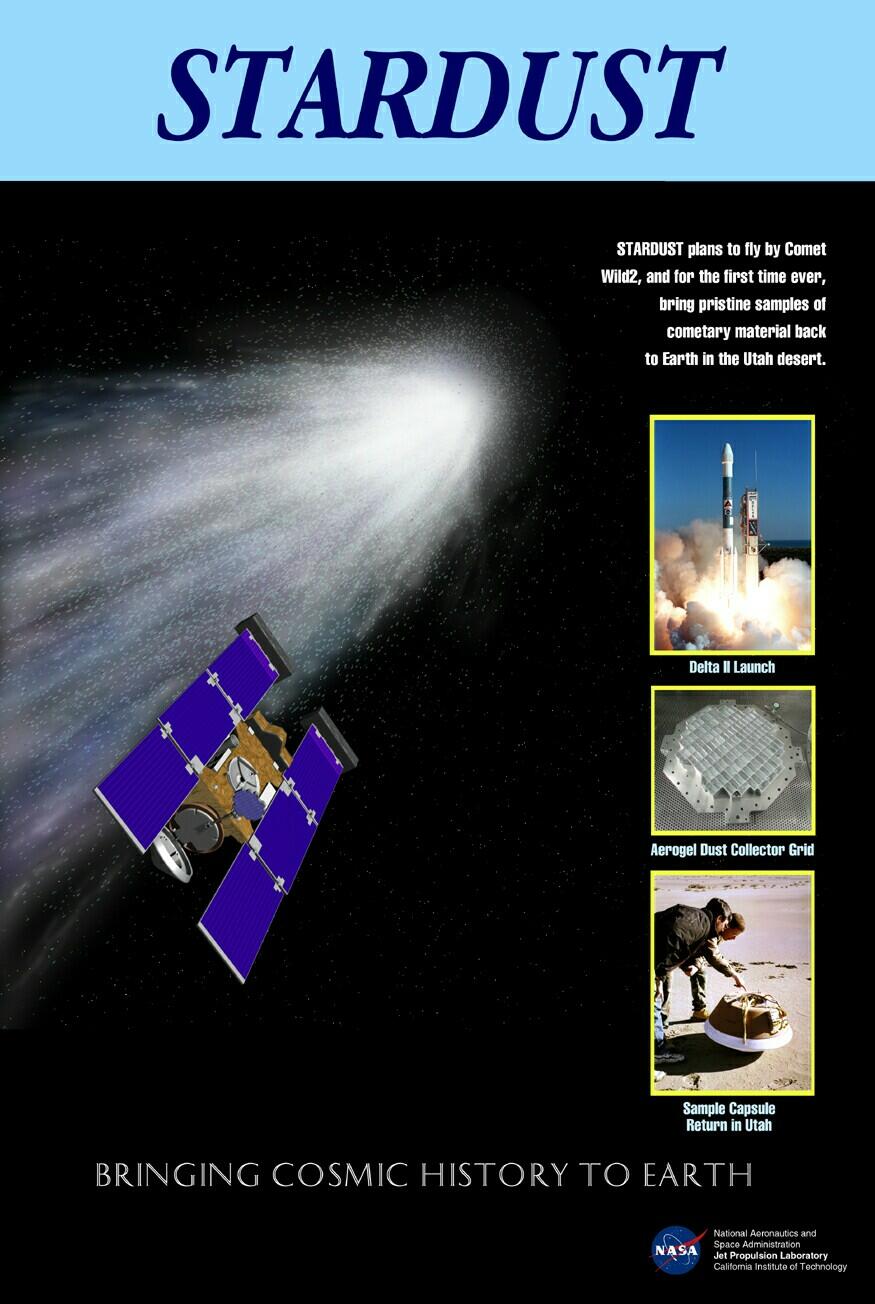 STARDUST
STARDUST plans to fly by Comet
Wild2, and for the first time ever,
bring pristine samples of
cometary material back
to Earth in the Utah desert.
Delta II Launch
Aerogel Dust Collector Grid
Sample Capsule
Return in Utah
BRINGING COSMIC HISTORY TO EARTH
NASA
National Aeronautics and
Space Administration
Jet Propulsion Laboratory
California Institute of Technology